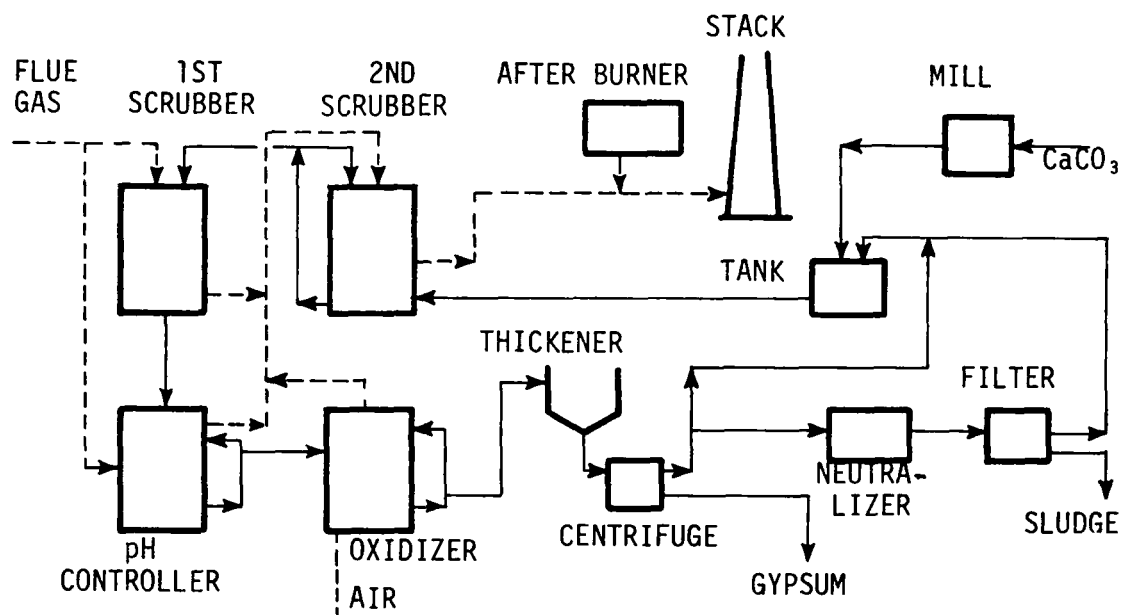 STACK
FLUE
GAS
1ST
SCRUBBER
2ND
SCRUBBER
AFTER BURNER
MILL
CaCO₃
TANK
THICKENER
FILTER
NEUTRA-
LIZER
CENTRIFUGE
SLUDGE
pH
CONTROLLER
OXIDIZER
AIR
GYPSUM